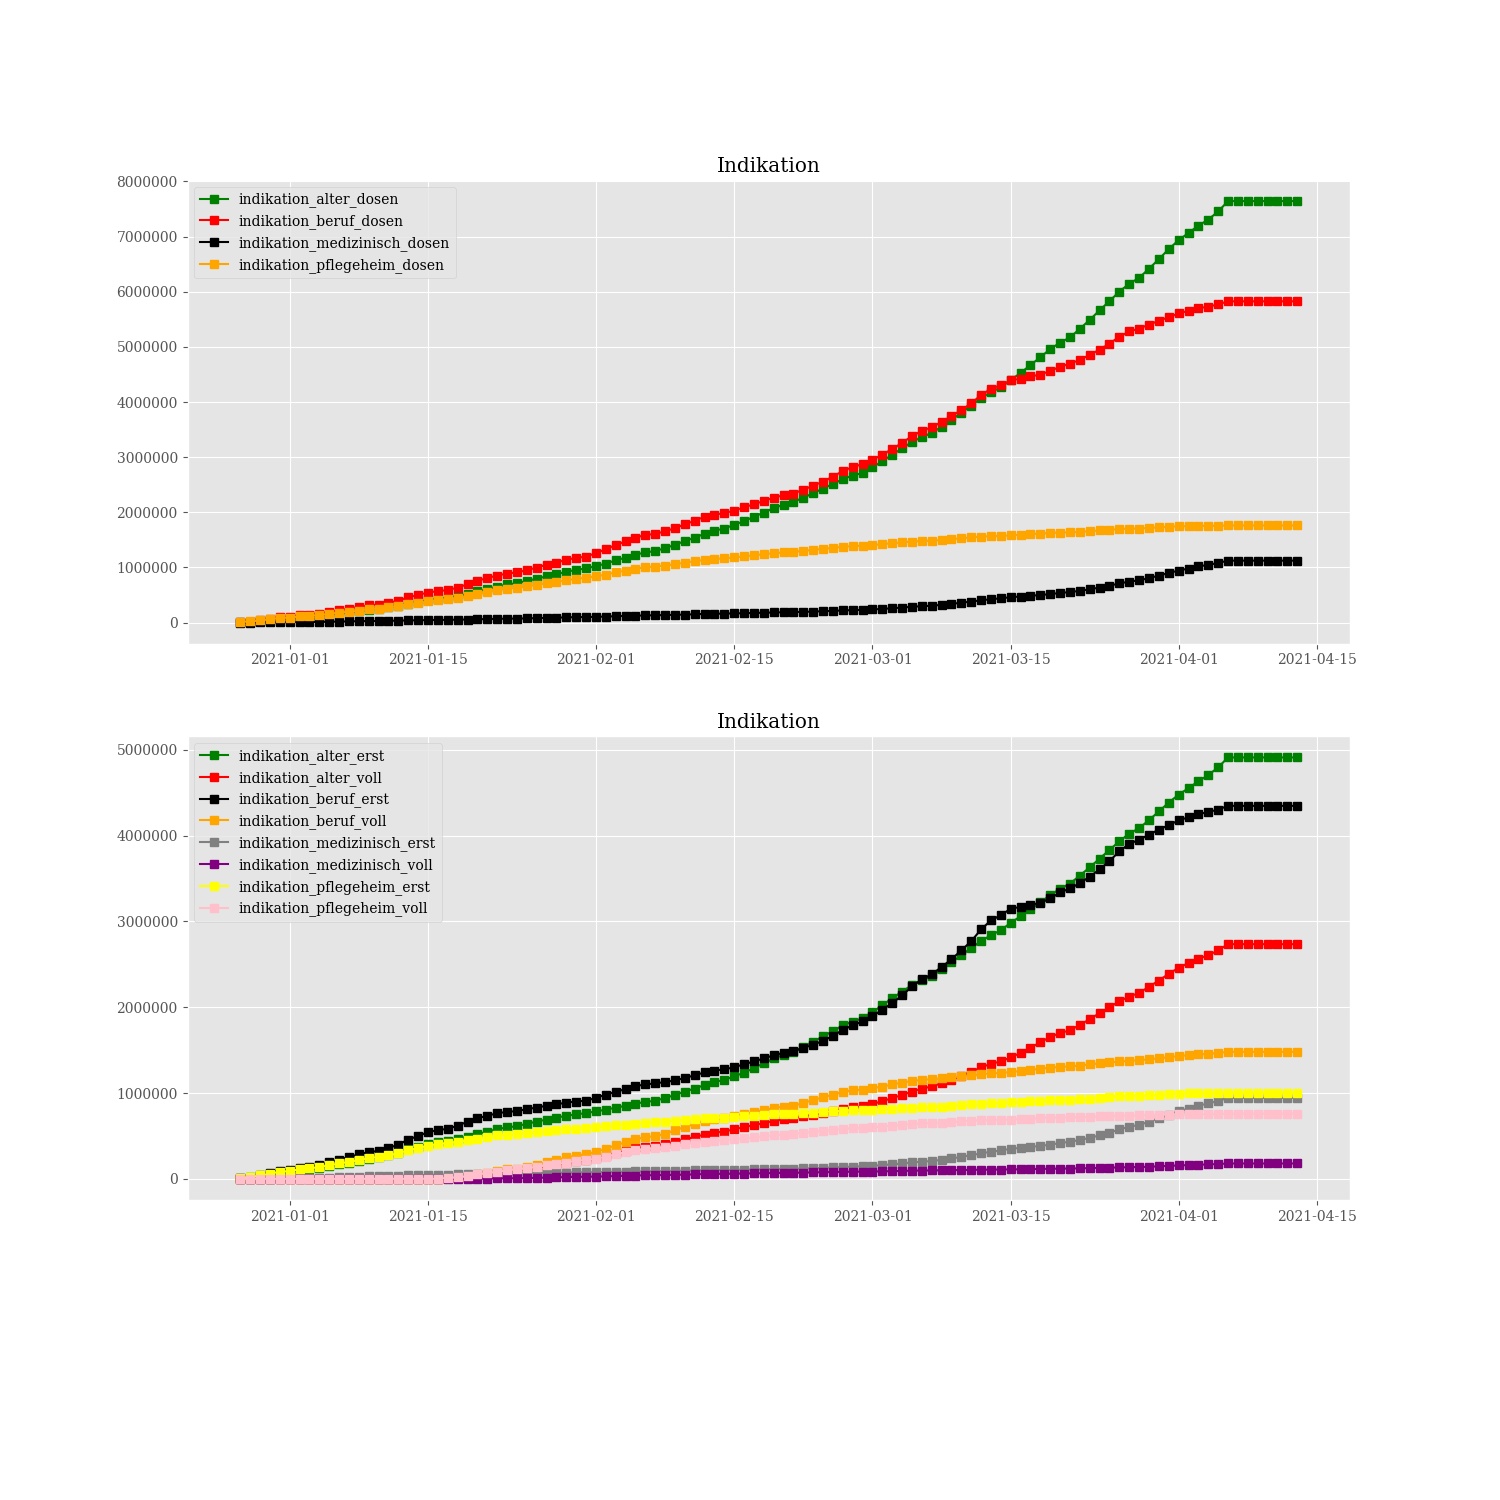 Indikation
8000000
7000000
6000000
5000000
4000000
3000000
2000000
1000000
0
indikation_alter_dosen
indikation_beruf_dosen
indikation_medizinisch_dosen
indikation_pflegeheim_dosen
2021-01-01 2021-01-15 2021-02-01 2021-02-15 2021-03-01 2021-03-15 2021-04-01 2021-04-15
Indikation
5000000
4000000
3000000
2000000
1000000
0
indikation_alter_erst
indikation_alter_voll
indikation_beruf_erst
indikation_beruf_voll
indikation_medizinisch_erst
indikation_medizinisch_voll
indikation_pflegeheim_erst
indikation_pflegeheim_voll
2021-01-01 2021-01-15 2021-02-01 2021-02-15 2021-03-01 2021-03-15 2021-04-01 2021-04-15